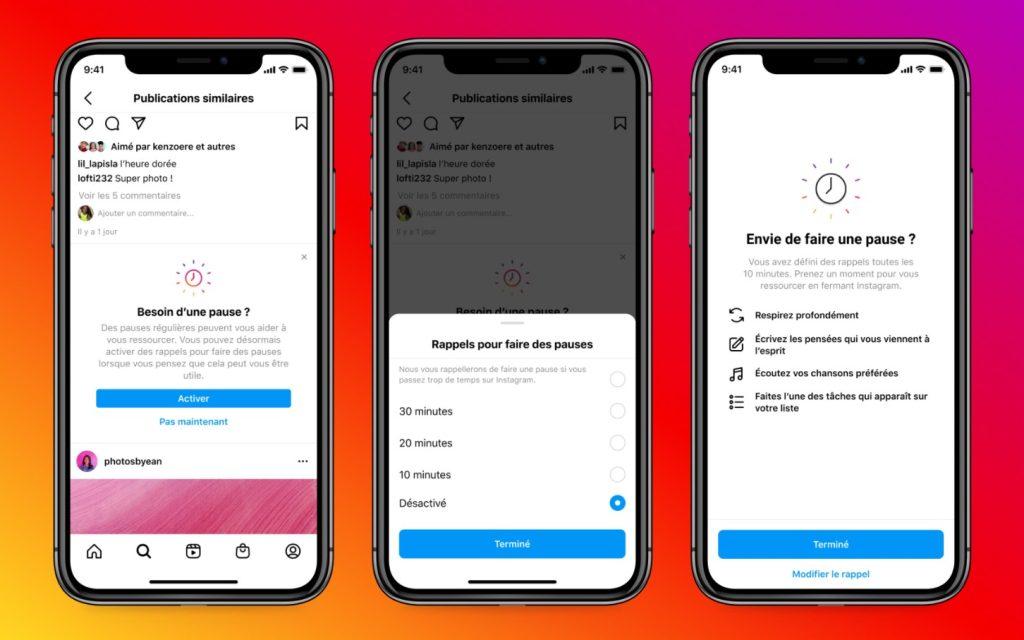 9:41
Publications similaires
Aimé par kenzoere et autres
lil_lapisla l'heure dorée
lofti232 Super photo !
Voir les 5 commentaires
Ajouter un commentaire...
Il y a 1 jour
Besoin d'une pause ?
Des pauses régulières peuvent vous aider à
vous ressourcer. Vous pouvez désormais
activer des rappels pour faire des pauses
lorsque vous pensez que cela peut vous être
utile.
Activer
Pas maintenant
photosbyean
9:41
Publications similaires
Aimé par kenzoere et autres
lil_lapisla l'heure dorée
lofti232 Super photo !
Voir les 5 commentaires
Ajouter un commentaire...
Il y a 1 jour
Besoin d'une pause ?
Rappels pour faire des pauses
Nous vous rappellerons de faire une pause si vous
passez trop de temps sur Instagram.
30 minutes
20 minutes
10 minutes
Désactivé
Terminé
9:41
Envie de faire une pause ?
Vous avez défini des rappels toutes les
10 minutes. Prenez un moment pour vous
ressourcer en fermant Instagram.
Respirez profondément
Écrivez les pensées qui vous viennent à
l'esprit
Écoutez vos chansons préférées
Faites l'une des tâches qui apparaît sur
votre liste
Terminé
Modifier le rappel